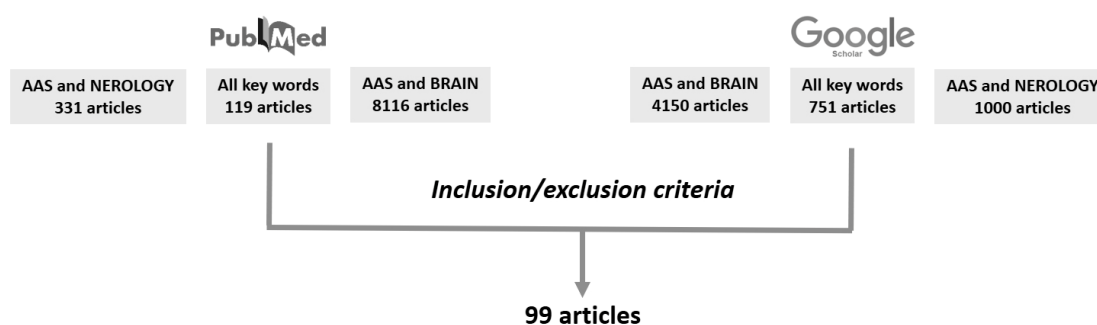 PubMed
Google
Scholar
AAS and NEROLOGY
331 articles
All key words
119 articles
AAS and BRAIN
8116 articles
AAS and BRAIN
4150 articles
All key words
751 articles
AAS and NEROLOGY
1000 articles
Inclusion/exclusion criteria
99 articles